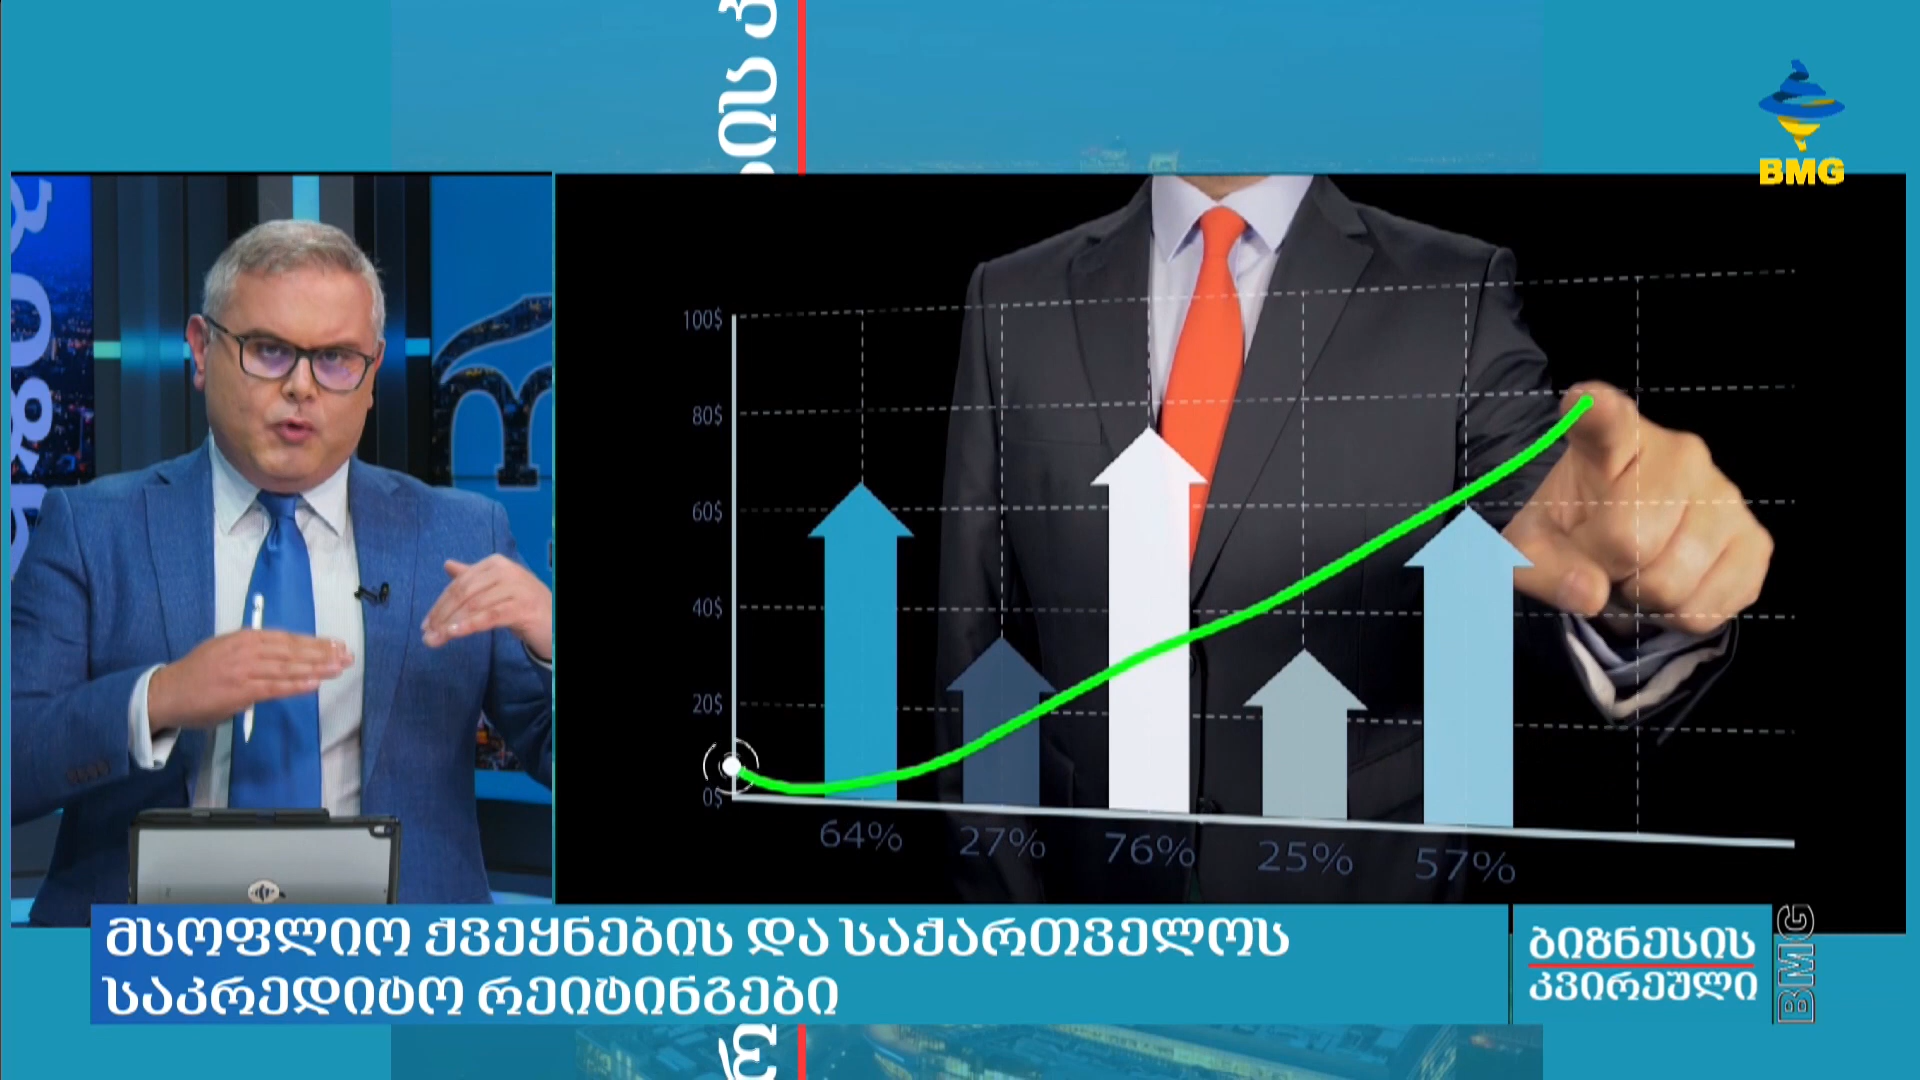 BMG
100$
80$
60$
40$
20$
0$
64% 27% 76% 25% 57%
მსოფლიო ქვეყნების და საქართველოს
საკრედიტო რეიტინგები
ბიზნესის
კვირეული
BMG